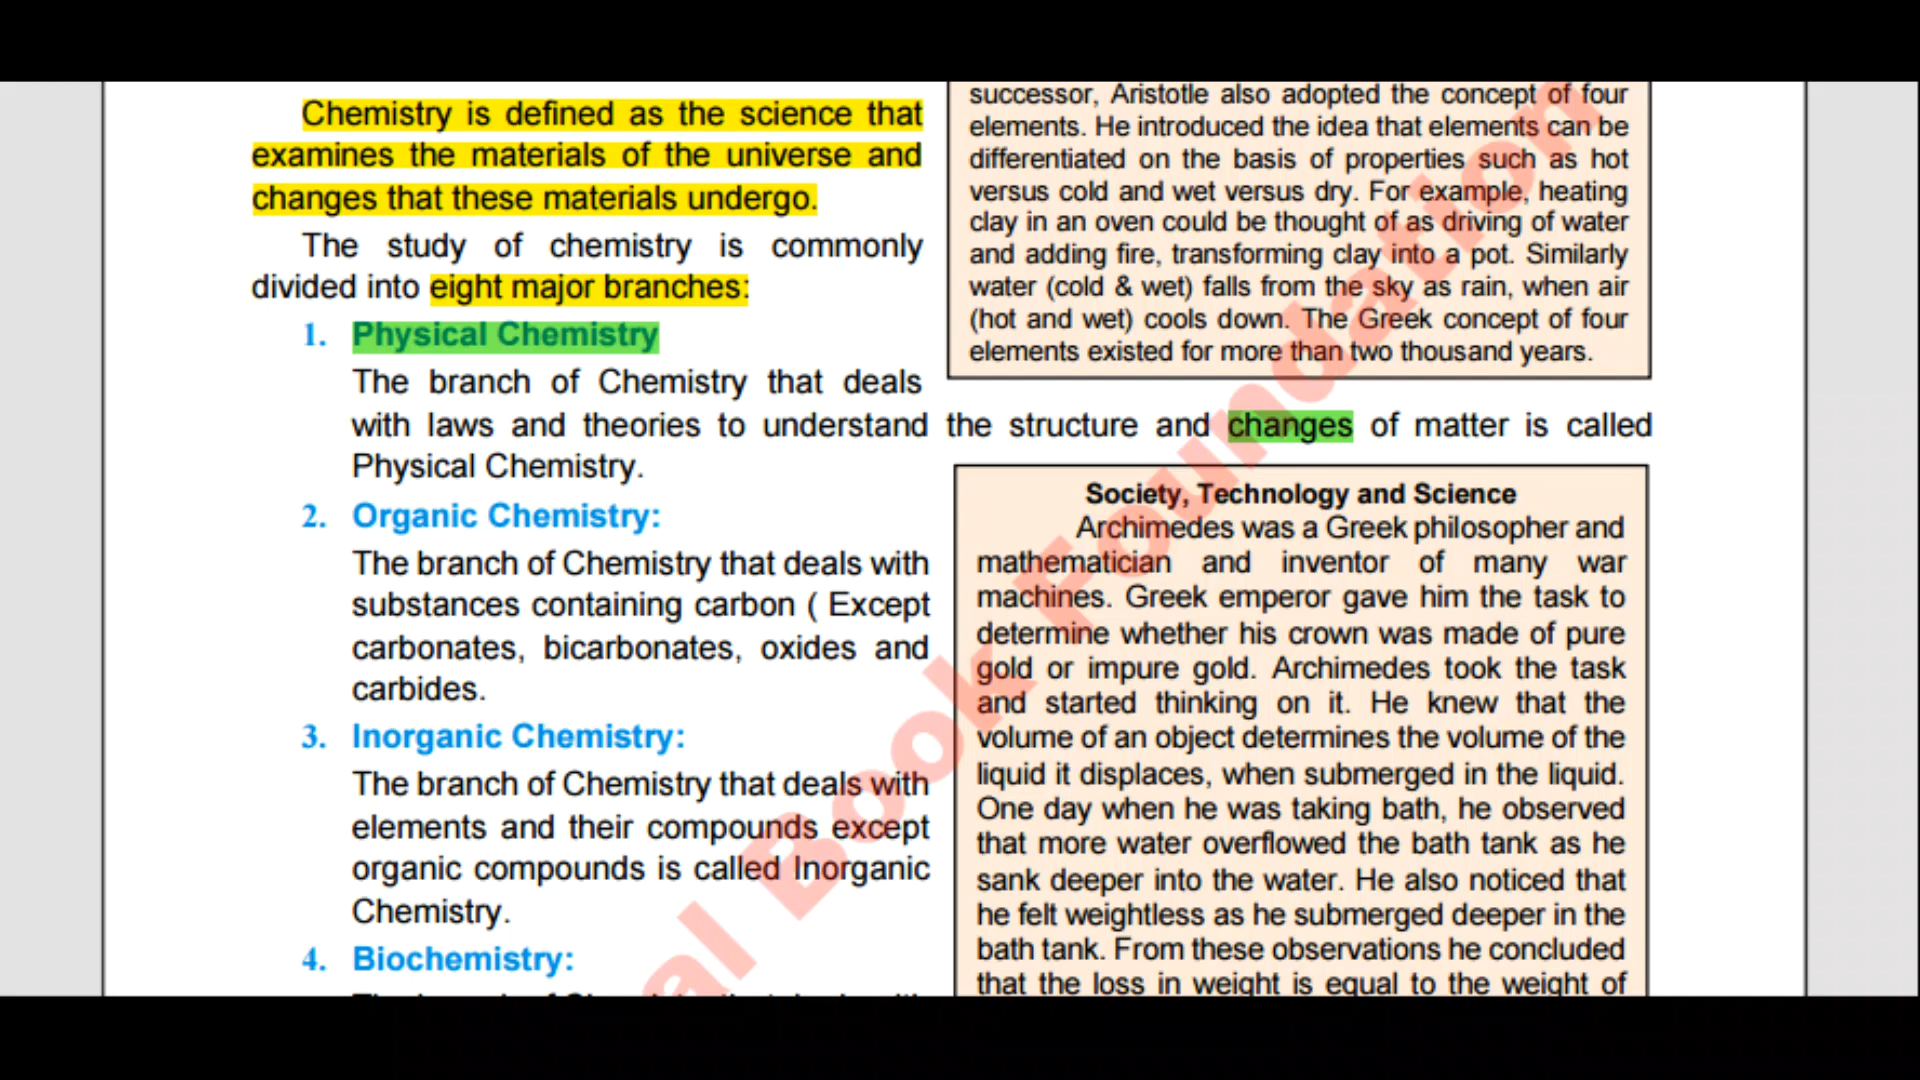 Chemistry is defined as the science that
examines the materials of the universe and
changes that these materials undergo.
The study of chemistry is commonly
divided into eight major branches:
1. Physical Chemistry
The branch of Chemistry that deals
with laws and theories to understand the structure and changes of matter is called
Physical Chemistry.
2. Organic Chemistry:
The branch of Chemistry that deals with
substances containing carbon ( Except
carbonates, bicarbonates, oxides and
carbides.
3. Inorganic Chemistry:
The branch of Chemistry that deals with
elements and their compounds except
organic compounds is called Inorganic
Chemistry.
4. Biochemistry:
successor, Aristotle also adopted the concept of four
elements. He introduced the idea that elements can be
differentiated on the basis of properties such as hot
versus cold and wet versus dry. For example, heating
clay in an oven could be thought of as driving of water
and adding fire, transforming clay into a pot. Similarly
water (cold & wet) falls from the sky as rain, when air
(hot and wet) cools down. The Greek concept of four
elements existed for more than two thousand years.
Society, Technology and Science
Archimedes was a Greek philosopher and
mathematician and inventor of many war
machines. Greek emperor gave him the task to
determine whether his crown was made of pure
gold or impure gold. Archimedes took the task
and started thinking on it. He knew that the
volume of an object determines the volume of the
liquid it displaces, when submerged in the liquid.
One day when he was taking bath, he observed
that more water overflowed the bath tank as he
sank deeper into the water. He also noticed that
he felt weightless as he submerged deeper in the
bath tank. From these observations he concluded
that the loss in weight is equal to the weight of
al Book Foundation